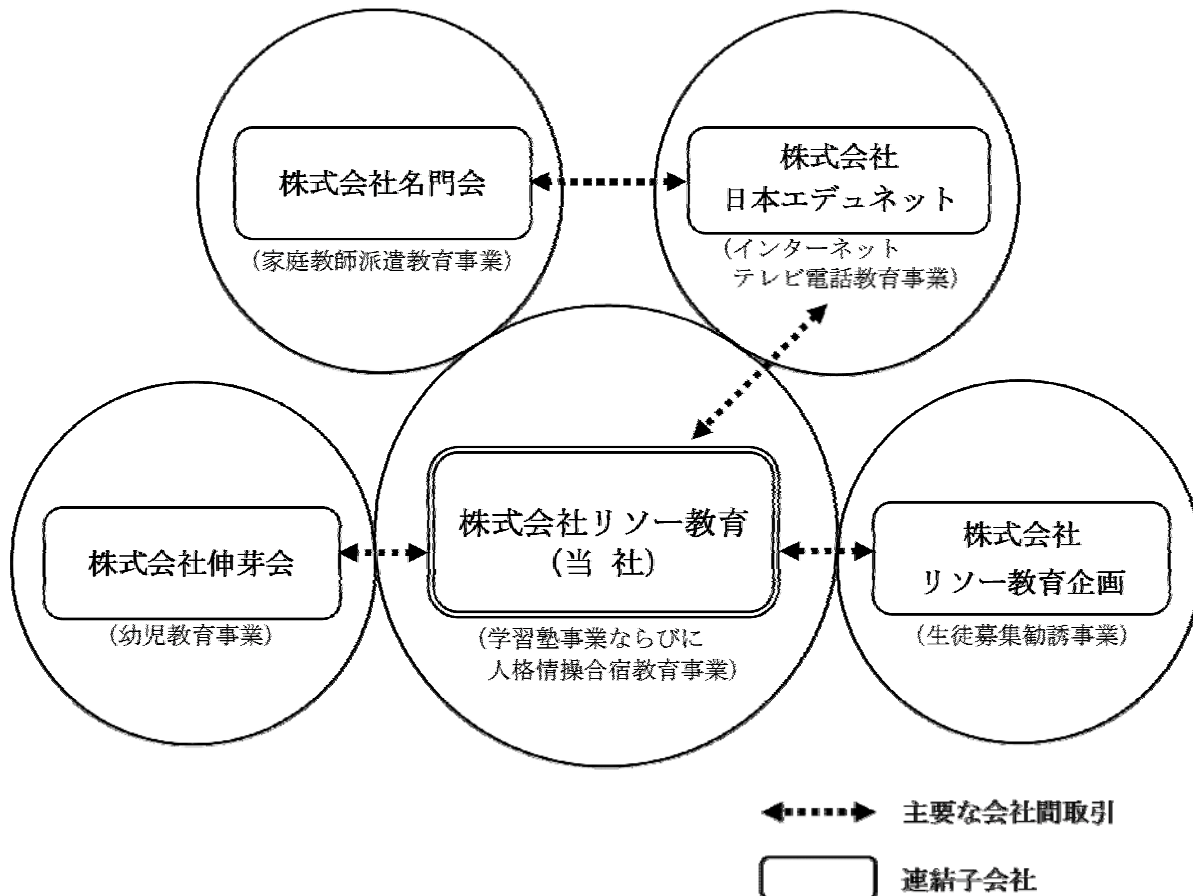 株式会社名門会
(家庭教師派遣教育事業)
株式会社
日本エデュネット
(インターネット
テレビ電話教育事業)
株式会社伸芽会
(幼児教育事業)
株式会社リソー教育
(当 社)
(学習塾事業ならびに
人格情操合宿教育事業)
株式会社
リソー教育企画
(生徒募集勧誘事業)
主要な会社間取引
連結子会社